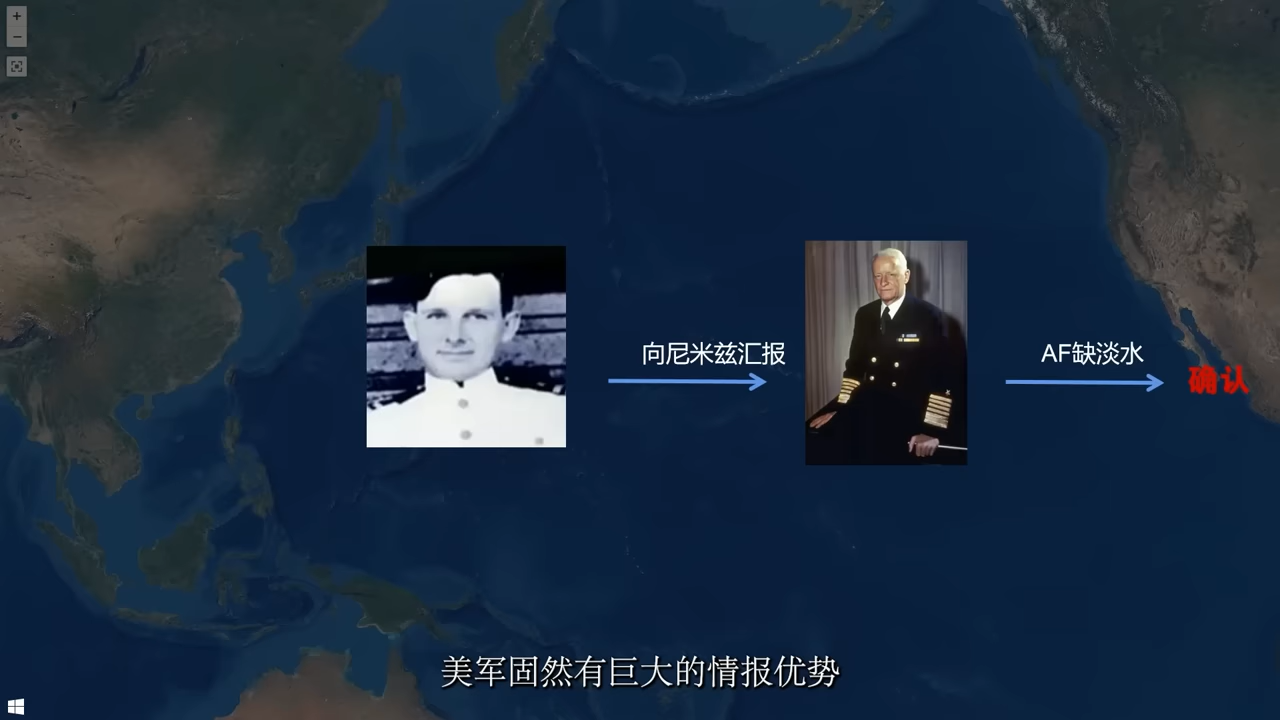 向尼米兹汇报
AF缺淡水
确认
美军固然有巨大的情报优势